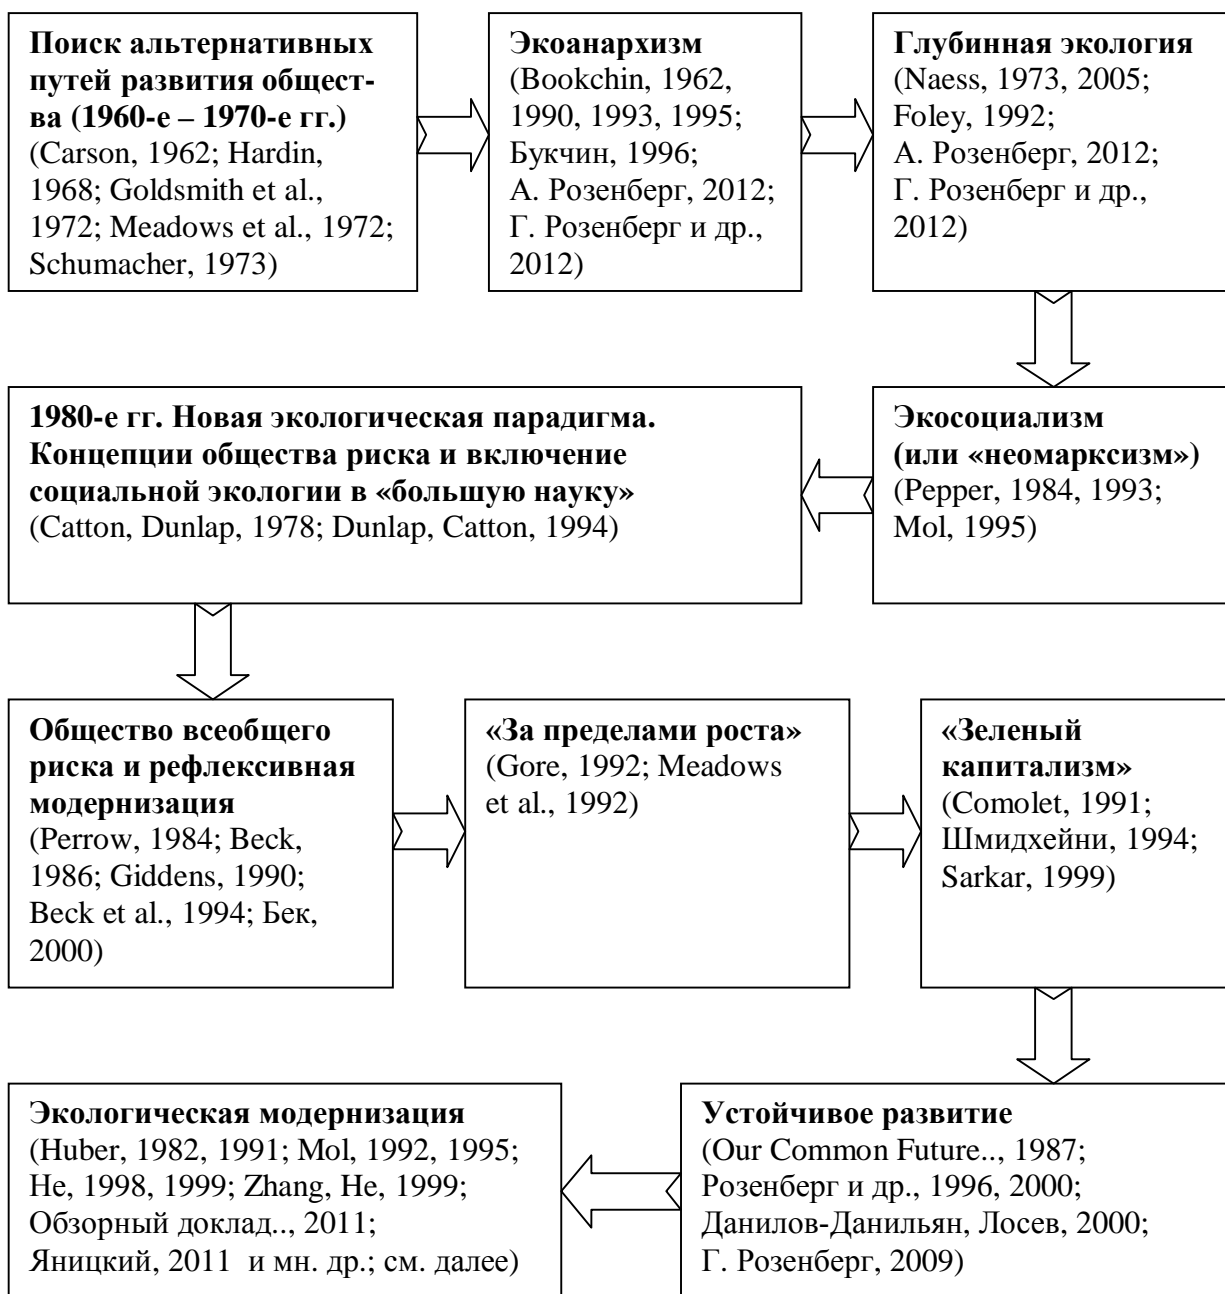 Поиск альтернативных
путей развития общест-
ва (1960-е – 1970-е гг.)
(Carson, 1962; Hardin,
1968; Goldsmith et al.,
1972; Meadows et al., 1972;
Schumacher, 1973)
Экоанархизм
(Bookchin, 1962,
1990, 1993, 1995;
Букчин, 1996;
А. Розенберг, 2012;
Г. Розенберг и др.,
2012)
Глубинная экология
(Naess, 1973, 2005;
Foley, 1992;
А. Розенберг, 2012;
Г. Розенберг и др.,
2012)
Экосоциализм
(или «неомарксизм»)
(Pepper, 1984, 1993;
Mol, 1995)
1980-е гг. Новая экологическая парадигма.
Концепции общества риска и включение
социальной экологии в «большую науку»
(Catton, Dunlap, 1978; Dunlap, Catton, 1994)
Общество всеобщего
риска и рефлексивная
модернизация
(Perrow, 1984; Beck,
1986; Giddens, 1990;
Beck et al., 1994; Бек,
2000)
«За пределами роста»
(Gore, 1992; Meadows
et al., 1992)
«Зеленый
капитализм»
(Comolet, 1991;
Шмидхейни, 1994;
Sarkar, 1999)
Устойчивое развитие
(Our Common Future.., 1987;
Розенберг и др., 1996, 2000;
Данилов-Данильян, Лосев, 2000;
Г. Розенберг, 2009)
Экологическая модернизация
(Huber, 1982, 1991; Mol, 1992, 1995;
He, 1998, 1999; Zhang, He, 1999;
Обзорный доклад.., 2011;
Яницкий, 2011 и мн. др.; см. далее)